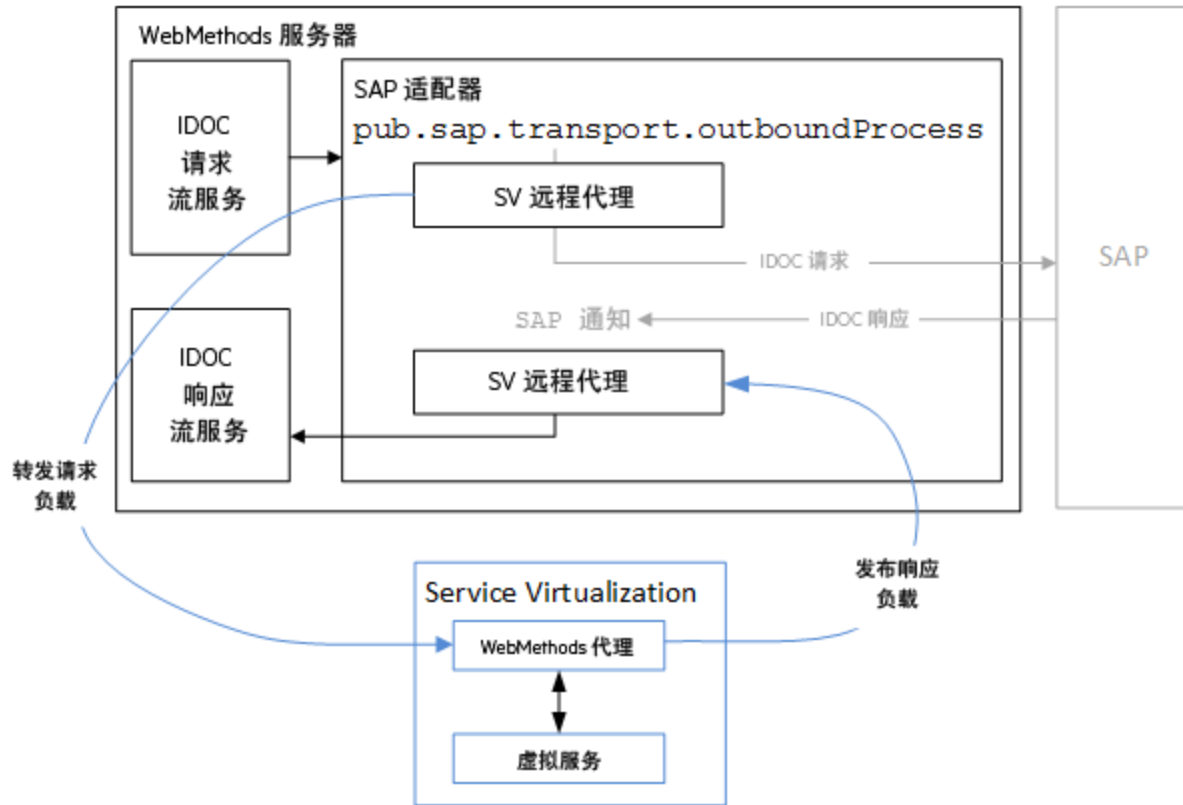 WebMethods 服务器
IDOC
请求
流服务
SAP 适配器
pub.sap.transport.outboundProcess
SV 远程代理
IDOC 请求
SAP
SAP 通知
IDOC 响应
IDOC
响应
流服务
SV 远程代理
转发请求
负载
发布响应
负载
Service Virtualization
WebMethods 代理
虚拟服务